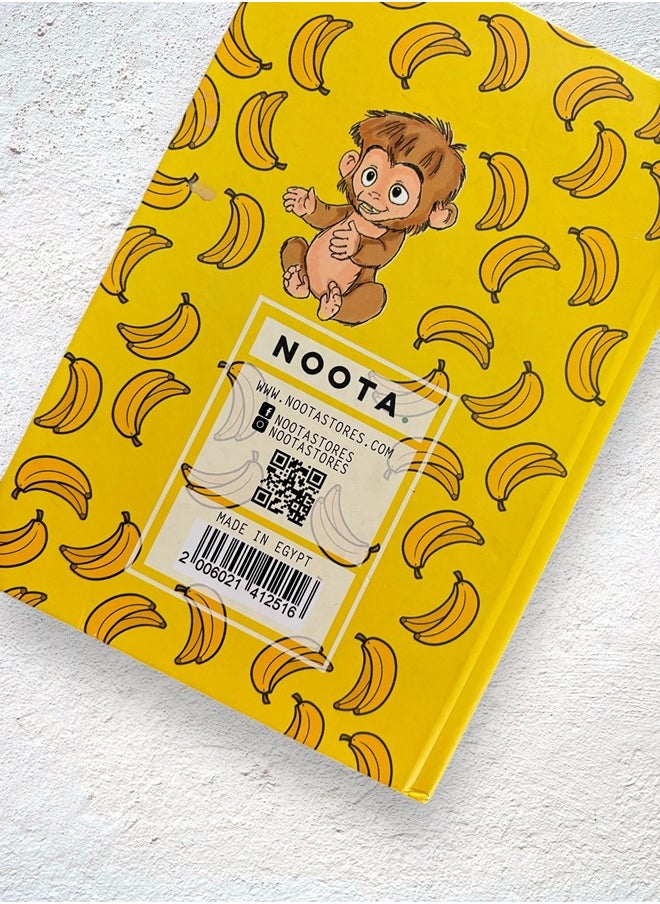 NOOTA.
WWW.NOOTASTORES.COM
NOOTASTORES
NOOTASTORES
MADE IN EGYPT
2 006021 412516